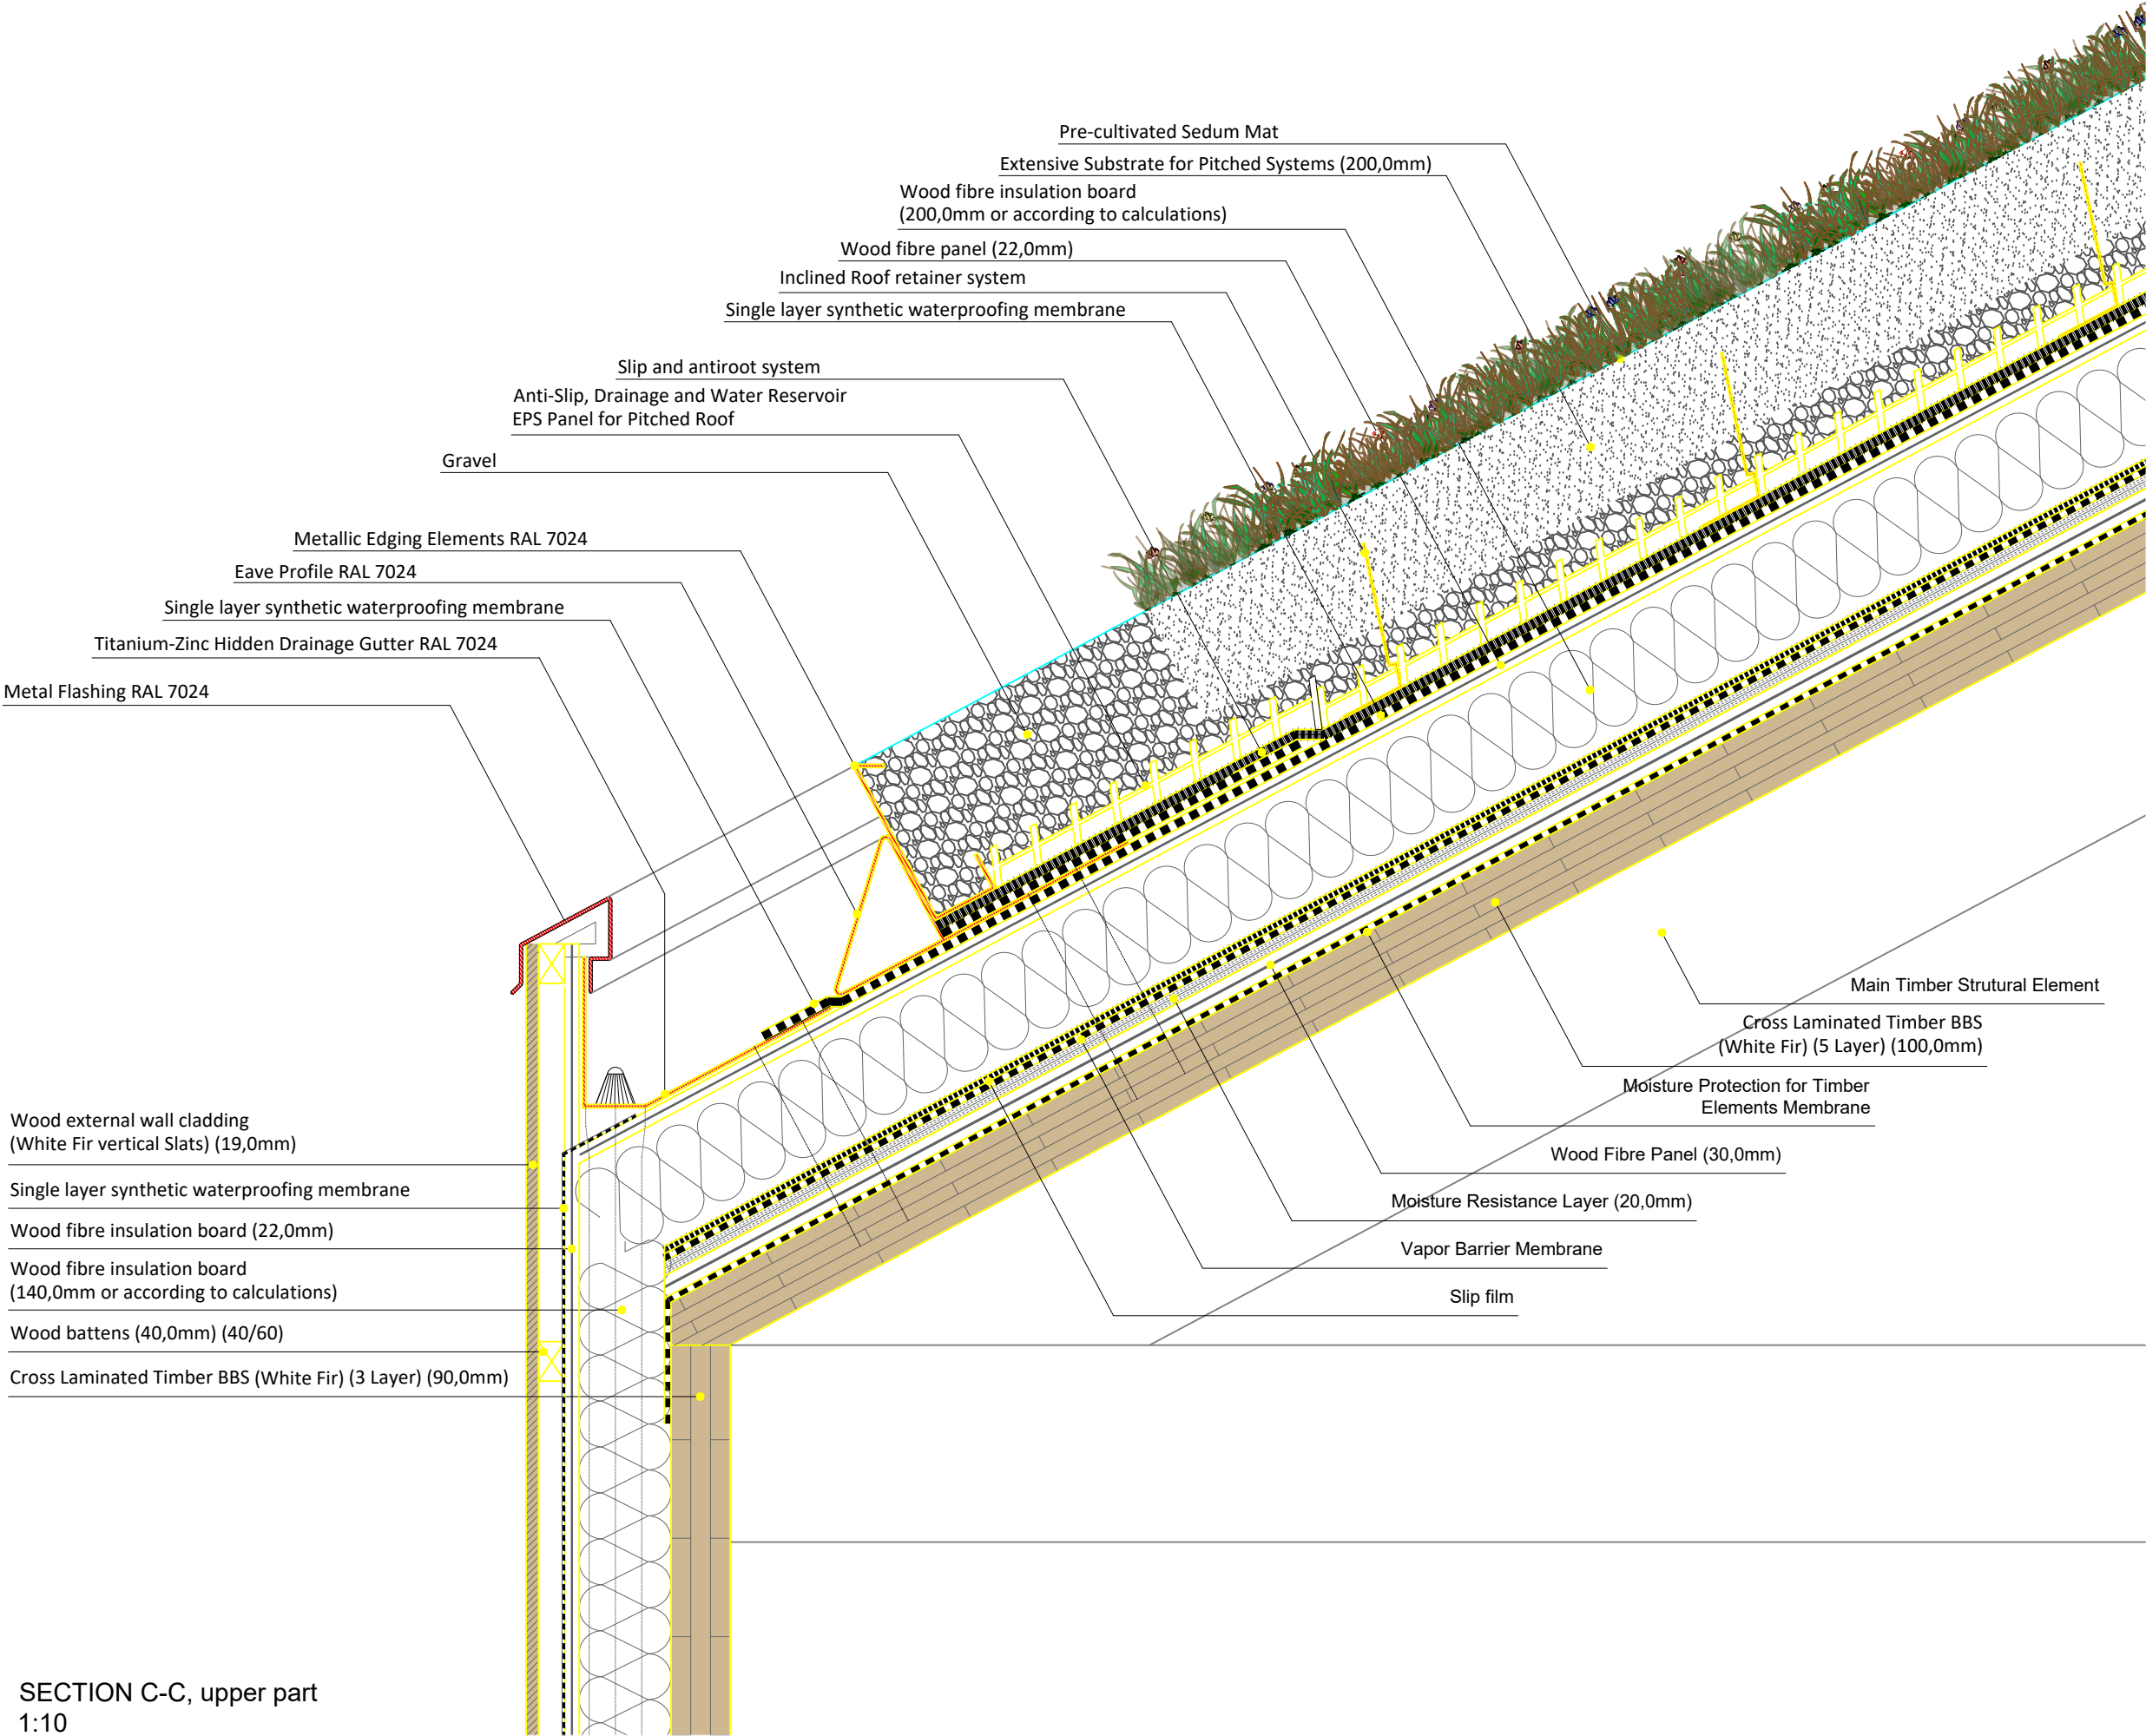 Pre-cultivated Sedum Mat
Extensive Substrate for Pitched Systems (200,0mm)
Wood fibre insulation board
(200,0mm or according to calculations)
Wood fibre panel (22,0mm)
Inclined Roof retainer system
Single layer synthetic waterproofing membrane
Slip and antiroot system
Anti-Slip, Drainage and Water Reservoir
EPS Panel for Pitched Roof
Gravel
Metallic Edging Elements RAL 7024
Eave Profile RAL 7024
Single layer synthetic waterproofing membrane
Titanium-Zinc Hidden Drainage Gutter RAL 7024
Metal Flashing RAL 7024
Main Timber Strutural Element
Cross Laminated Timber BBS
(White Fir) (5 Layer) (100,0mm)
Moisture Protection for Timber
Elements Membrane
Wood Fibre Panel (30,0mm)
Moisture Resistance Layer (20,0mm)
Vapor Barrier Membrane
Slip film
Wood external wall cladding
(White Fir vertical Slats) (19,0mm)
Single layer synthetic waterproofing membrane
Wood fibre insulation board (22,0mm)
Wood fibre insulation board
(140,0mm or according to calculations)
Wood battens (40,0mm) (40/60)
Cross Laminated Timber BBS (White Fir) (3 Layer) (90,0mm)
SECTION C-C, upper part
1:10